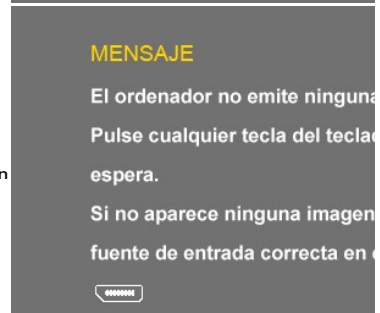 MENSAJE
El ordenador no emite ninguna
Pulse cualquier tecla del
espera.
Si no aparece ninguna imagen
fuente de entrada correcta en